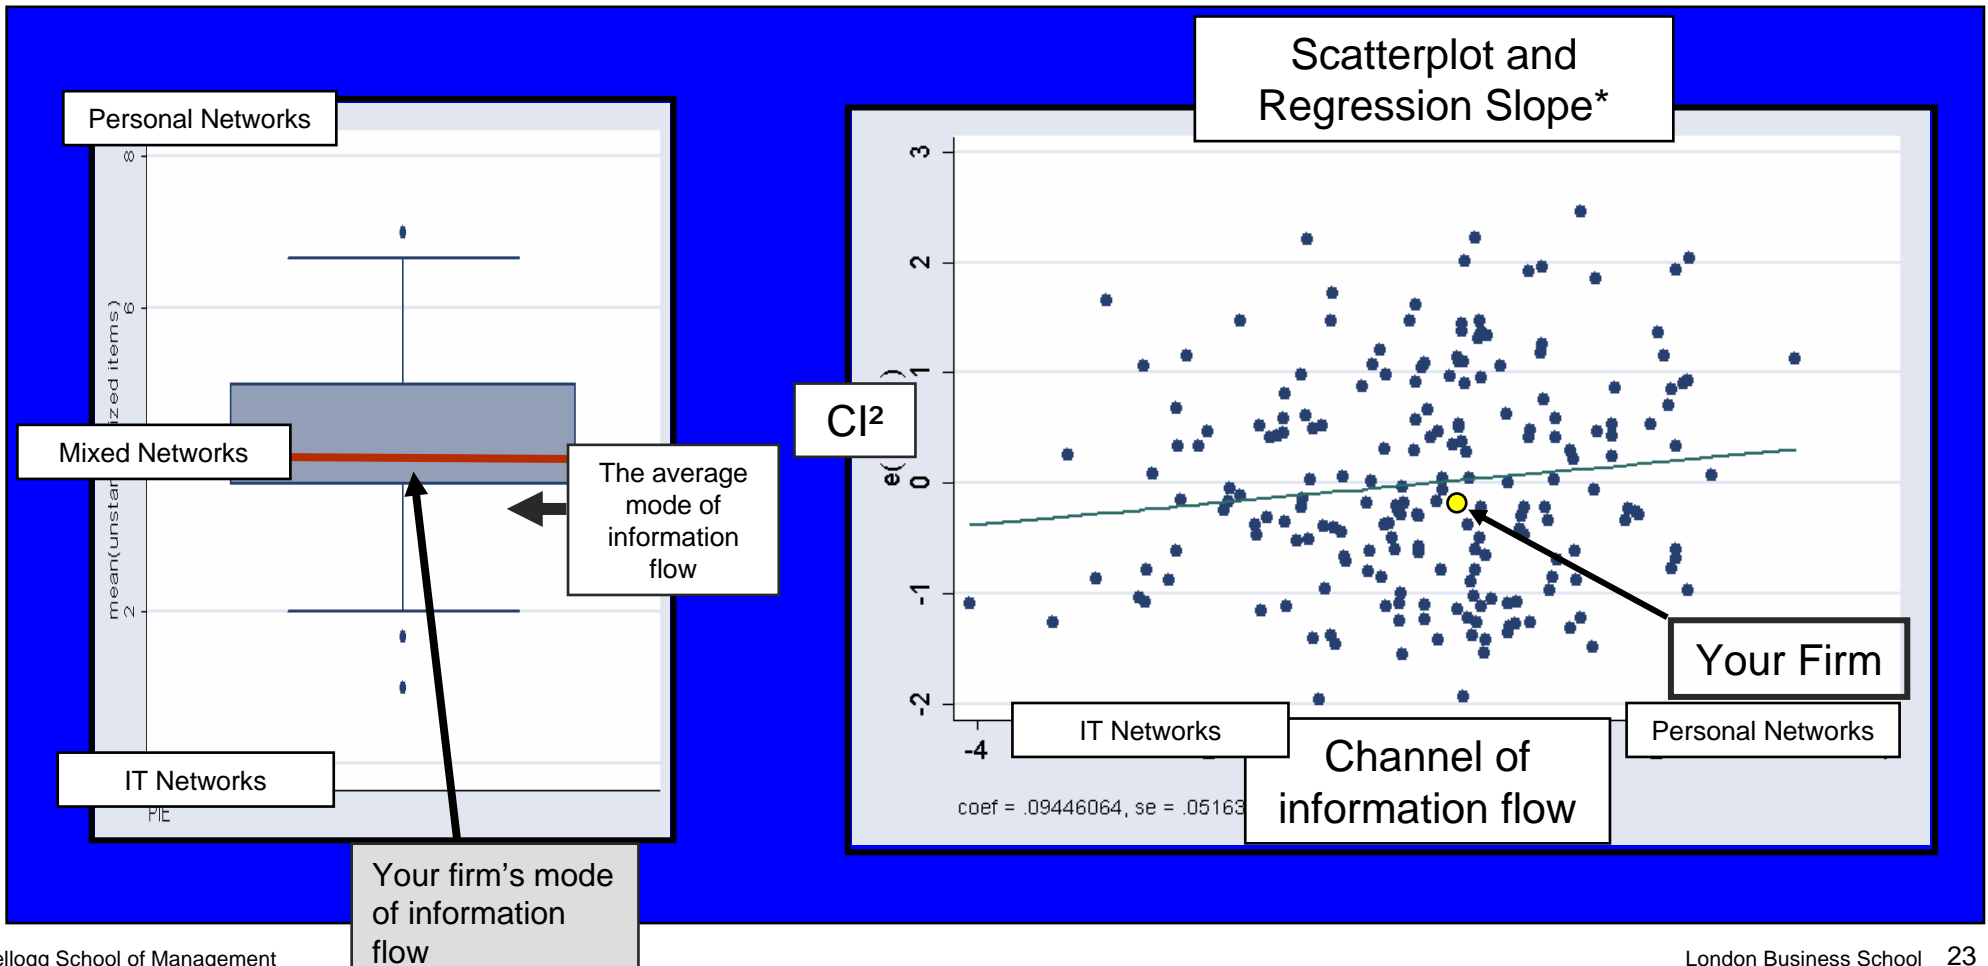 Scatterplot and
Regression Slope*
Personal Networks
8
6
2
mean(unstan
ized items)
Mixed Networks
The average
mode of
information
flow
IT Networks
PIE
Your firm's mode
of information
flow
3
2
1
0
-1
-2
e(
)
CI²
Your Firm
-4
IT Networks
Personal Networks
Channel of
information flow
coef = .09446064, se = .05163
ellogg School of Management
London Business School 23